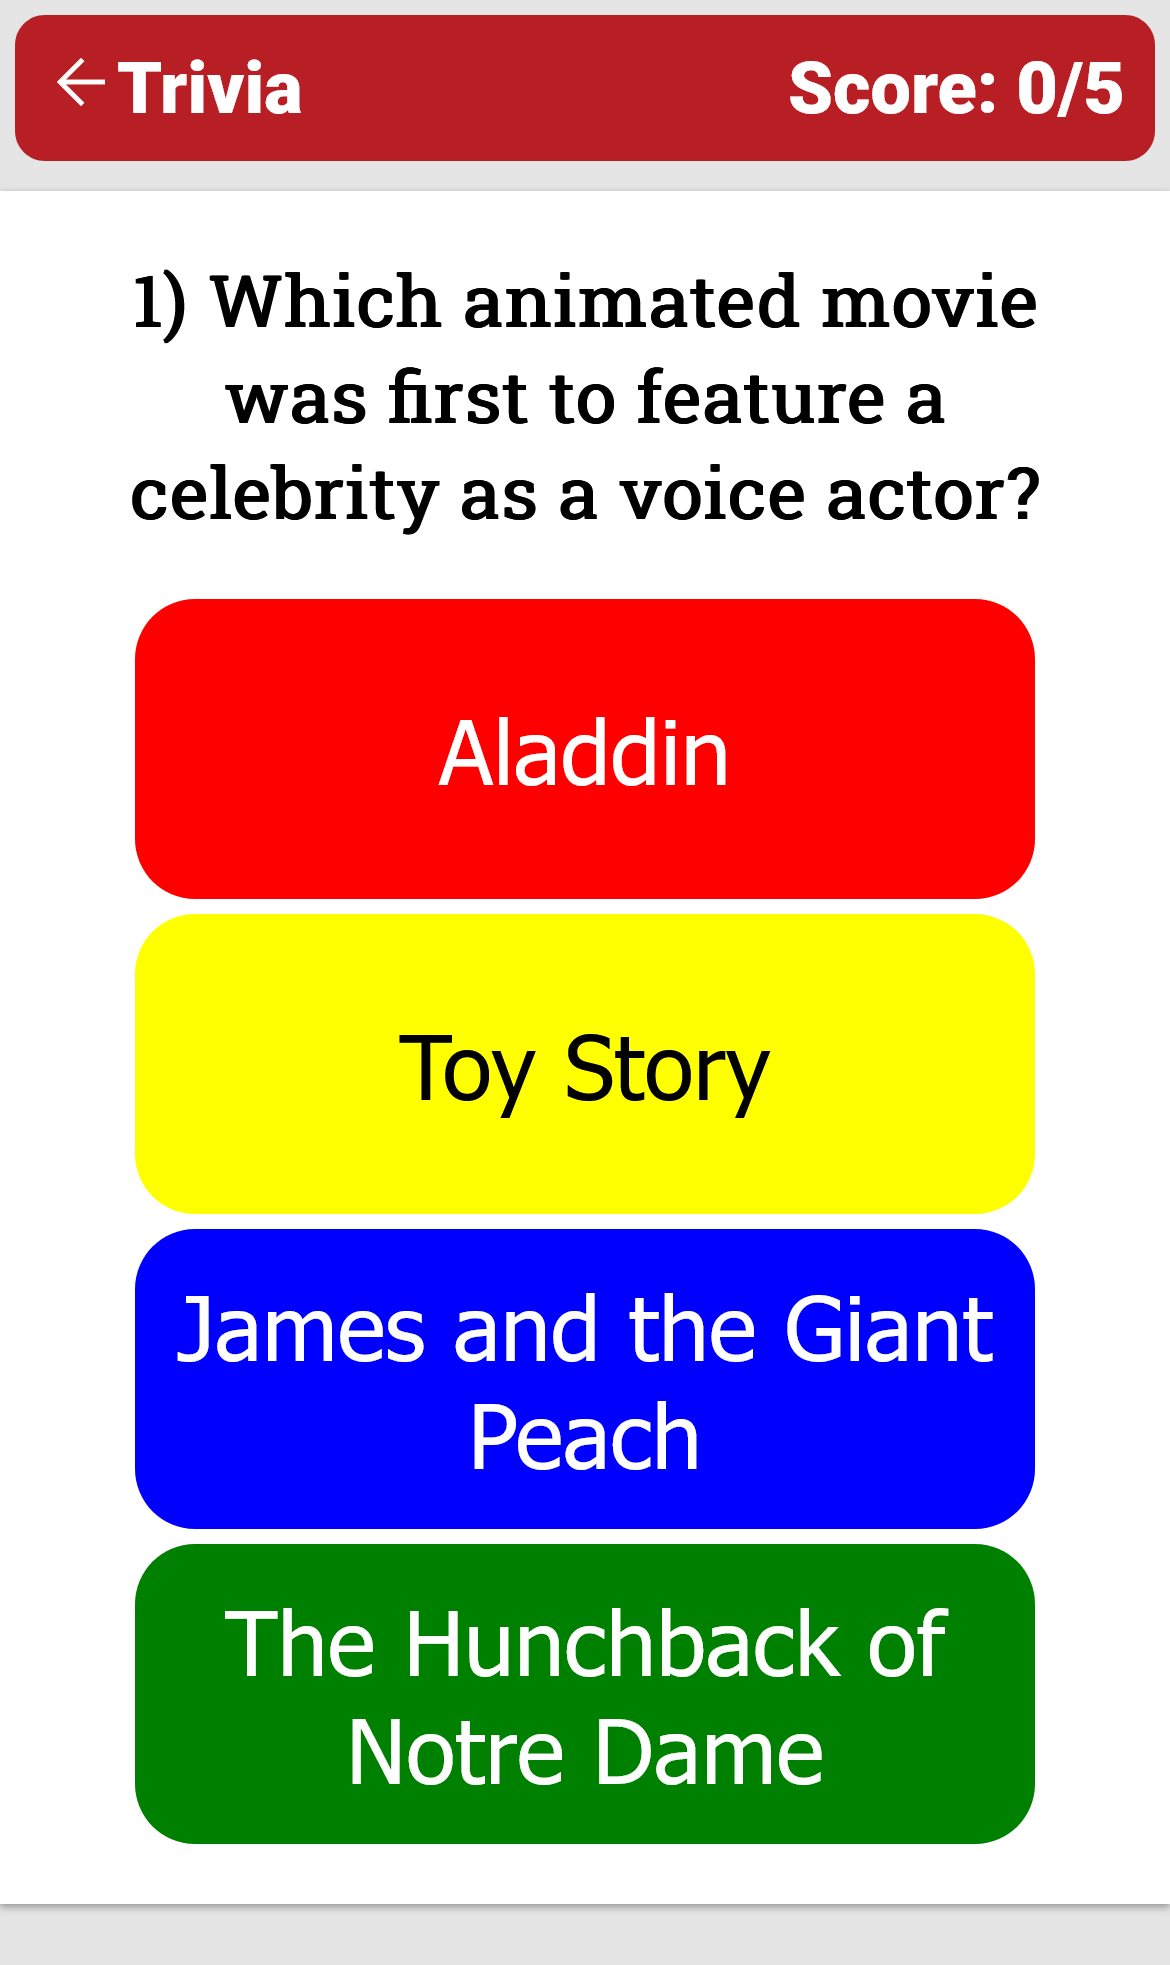 Trivia
Score: 0/5
1) Which animated movie
was first to feature a
celebrity as a voice actor?
Aladdin
Toy Story
James and the Giant
Peach
The Hunchback of
Notre Dame